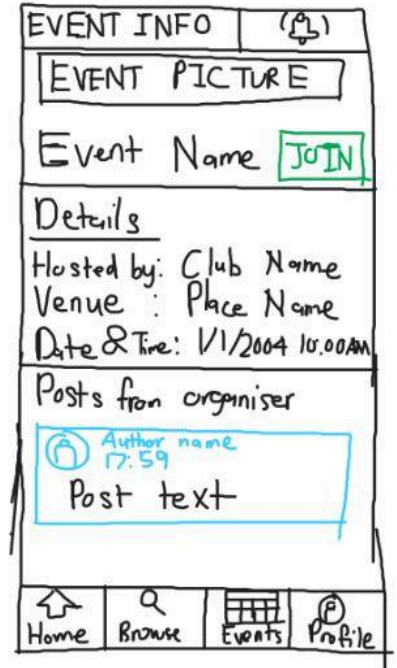 EVENT INFO
EVENT PICTURE
Event Name JOIN
Details
Hosted by: Club Name
Venue : Place Name
Date & Time: 1/1/2004 10.00AM
Posts from organiser
Author name
17:59
Post text
Home Browse Events Profile